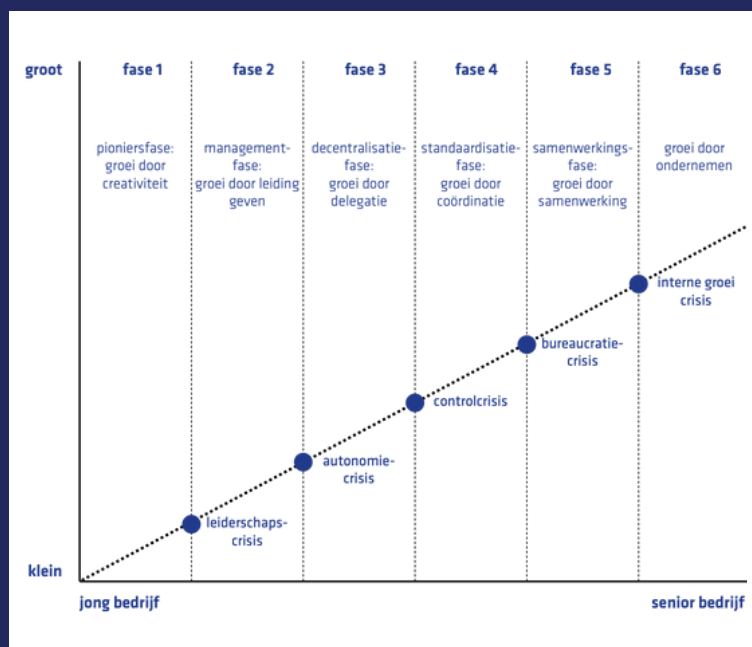 groot
fase 1
fase 2
fase 3
fase 4
fase 5
fase 6
pioniersfase:
groei door
creativiteit
management-
fase:
groei door leiding
geven
decentralisatie-
fase:
groei door
delegatie
standaardisatie-
fase:
groei door
coördinatie
samenwerkings-
fase:
groei door
samenwerking
groei door
ondernemen
interne groei
crisis
bureaucratie-
crisis
controlcrisis
autonomie-
crisis
leiderschaps-
crisis
klein
jong bedrijf
senior bedrijf